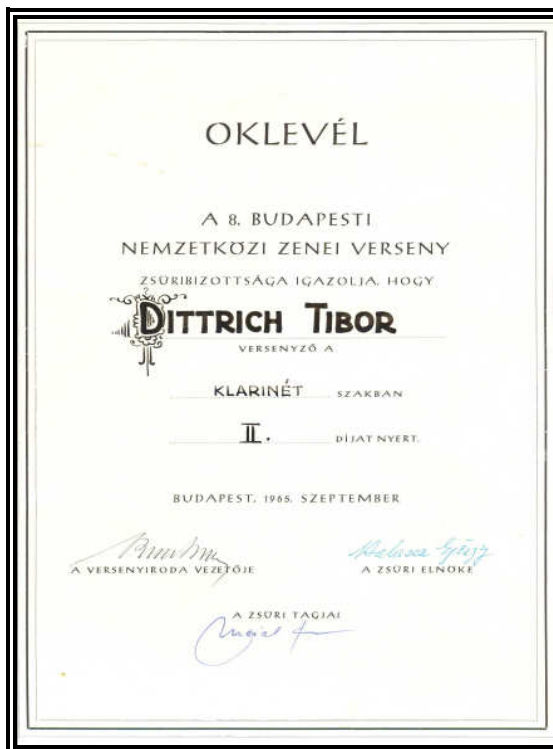 OKLEVÉL
A 8. BUDAPESTI
NEMZETKÖZI ZENEI VERSENY
ZSŰRIBIZOTTSÁGA IGAZOLJA, HOGY
DITTRICH TIBOR
VERSENYZŐ A
KLARINÉT SZAKBAN
II. DÍJAT NYERT.
BUDAPEST, 1965. SZEPTEMBER
A VERSENYIRODA VEZETŐJE A ZSŰRI ELNÖKE
A ZSŰRI TAGJAI